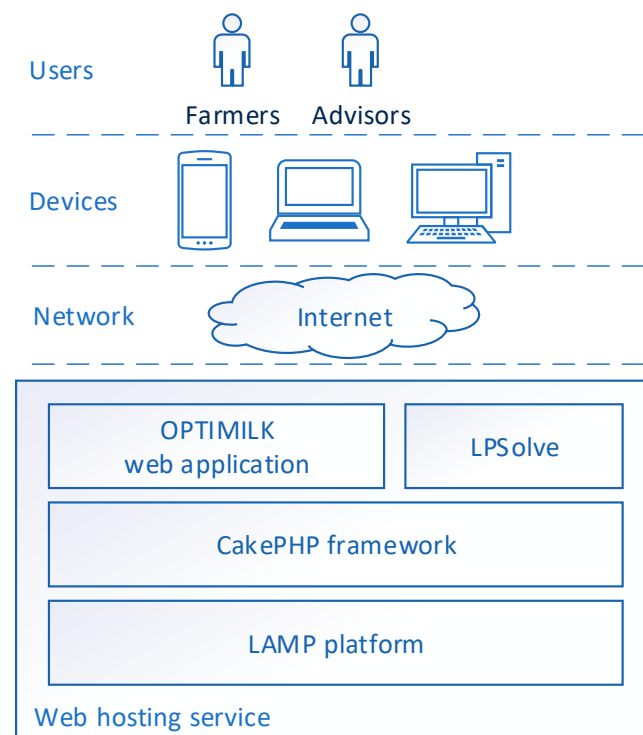 Users
Farmers Advisors
Devices
Network
Internet
OPTIMILK
web application
LPSolve
CakePHP framework
LAMP platform
Web hosting service